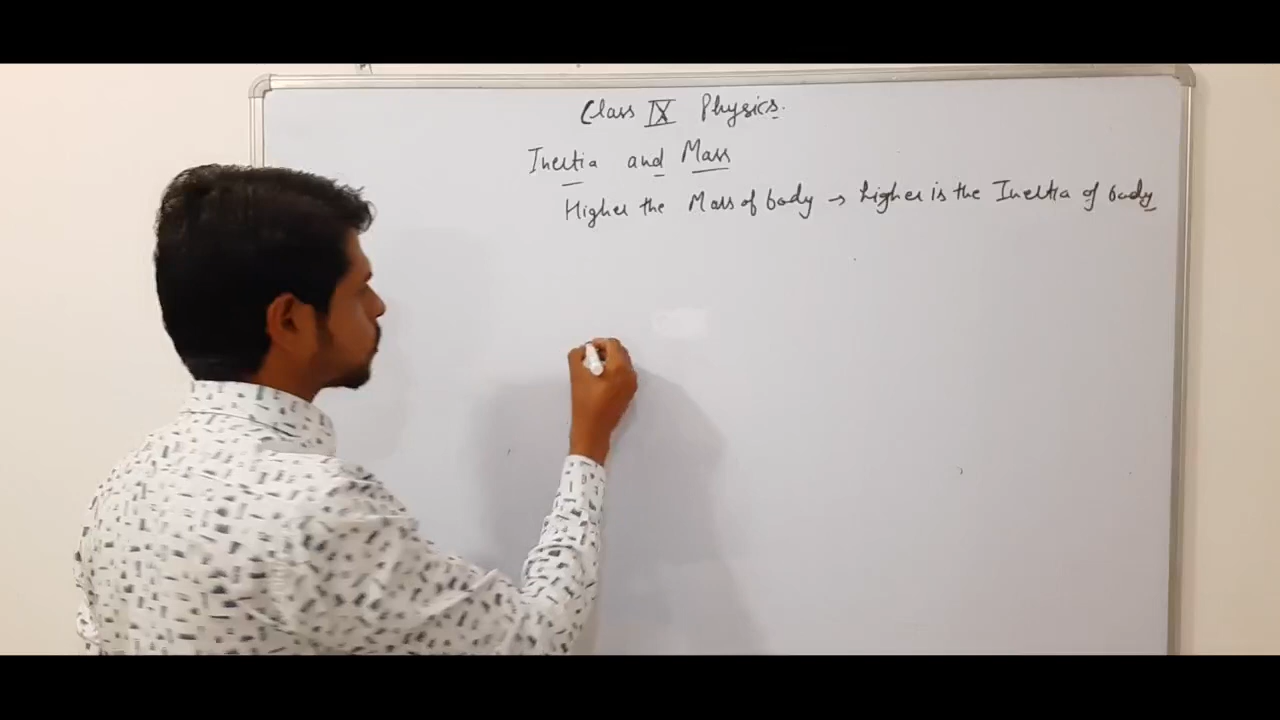 Class IX Physics.
Inertia and Mass
Higher the Mass of body → higher is the Inertia of body